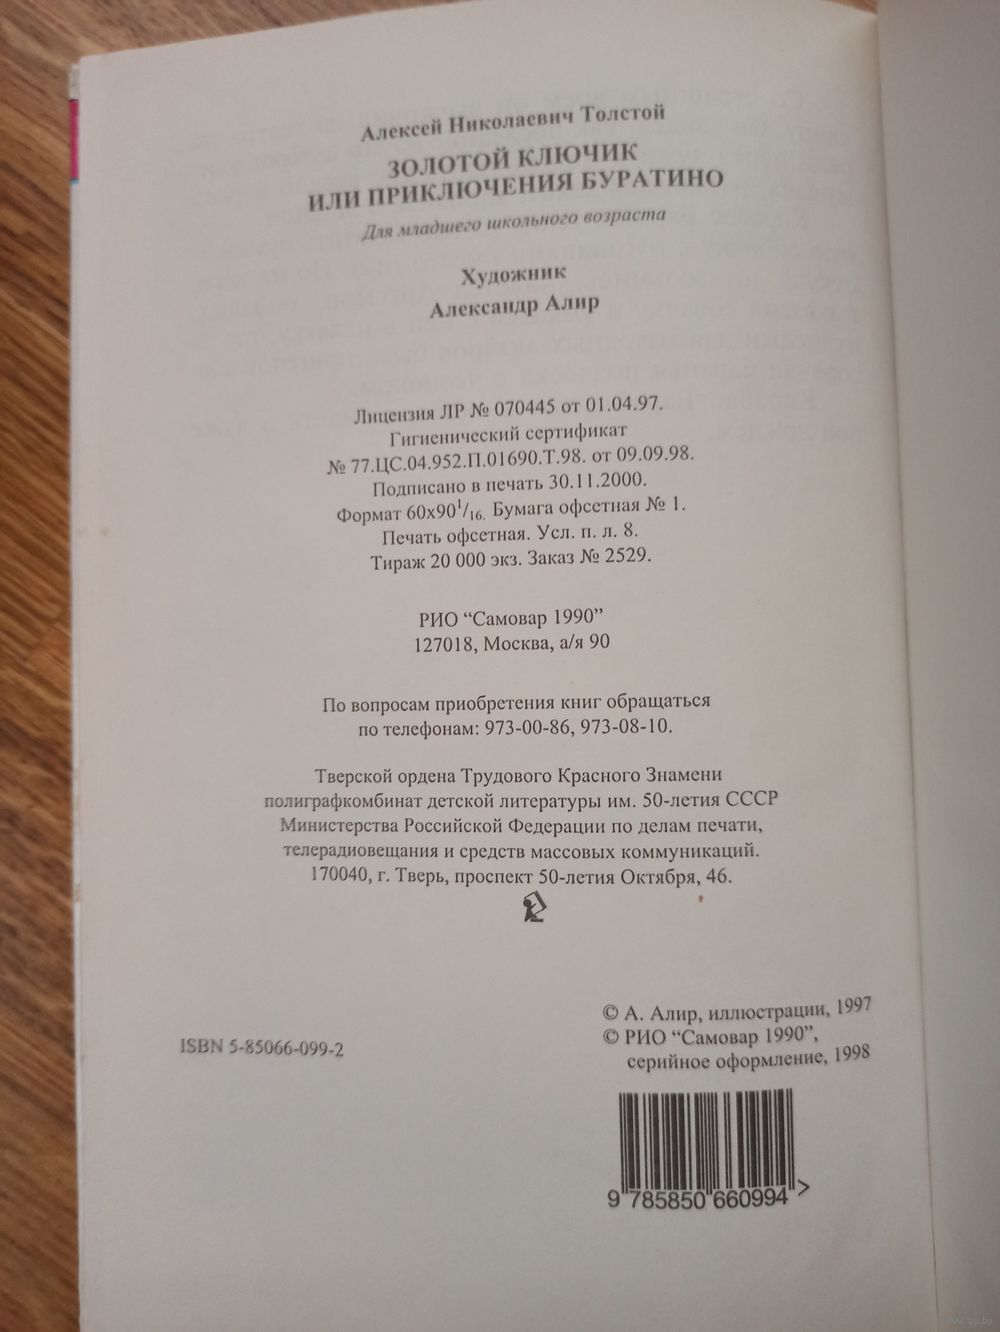 Алексей Николаевич Толстой
ЗОЛОТОЙ КЛЮЧИК
ИЛИ ПРИКЛЮЧЕНИЯ БУРАТИНО
Для младшего школьного возраста
Художник
Александр Алир
Лицензия ЛР № 070445 от 01.04.97.
Гигиенический сертификат
№ 77.ЦС.04.952.П.01690.Т.98. от 09.09.98.
Подписано в печать 30.11.2000.
Формат 60х90¹/₁₆. Бумага офсетная № 1.
Печать офсетная. Усл. п. л. 8.
Тираж 20 000 экз. Заказ № 2529.
РИО “Самовар 1990”
127018, Москва, а/я 90
По вопросам приобретения книг обращаться
по телефонам: 973-00-86, 973-08-10.
Тверской ордена Трудового Красного Знамени
полиграфкомбинат детской литературы им. 50-летия СССР
Министерства Российской Федерации по делам печати,
телерадиовещания и средств массовых коммуникаций.
170040, г. Тверь, проспект 50-летия Октября, 46.
© А. Алир, иллюстрации, 1997
© РИО “Самовар 1990”,
серийное оформление, 1998
ISBN 5-85066-099-2
9 785850 660994 >
www.ay.by